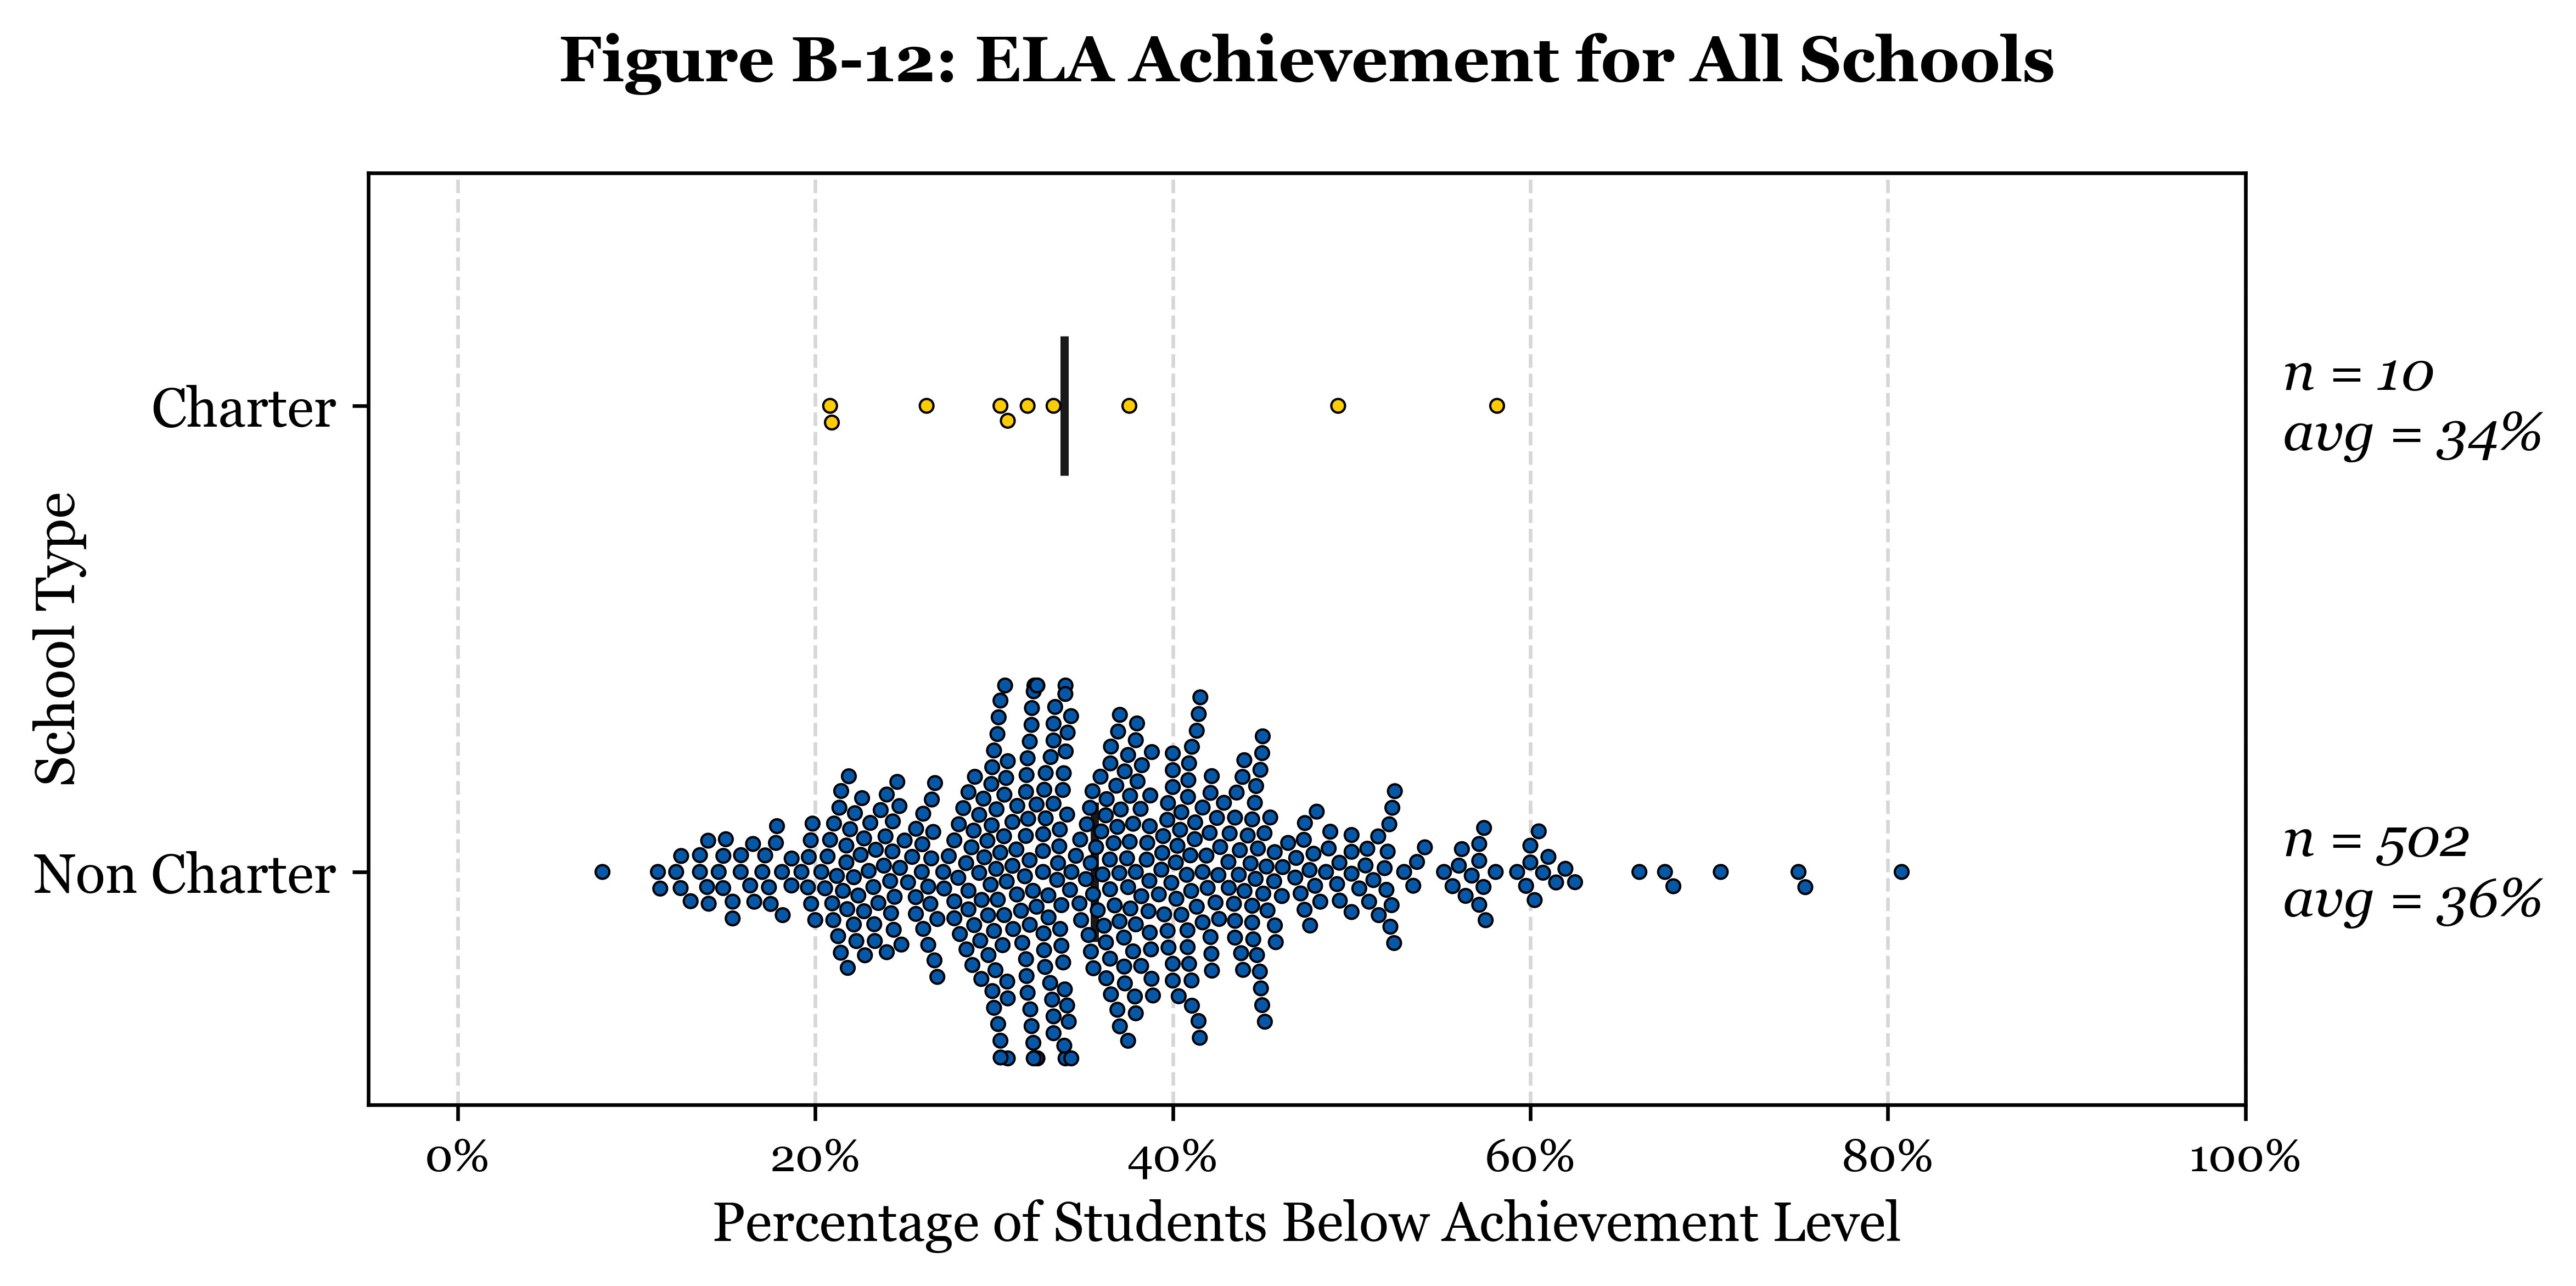 Figure B-12: ELA Achievement for All Schools
Charter
n = 10
avg = 34%
School Type
Non Charter
n = 502
avg = 36%
0% 20% 40% 60% 80% 100%
Percentage of Students Below Achievement Level